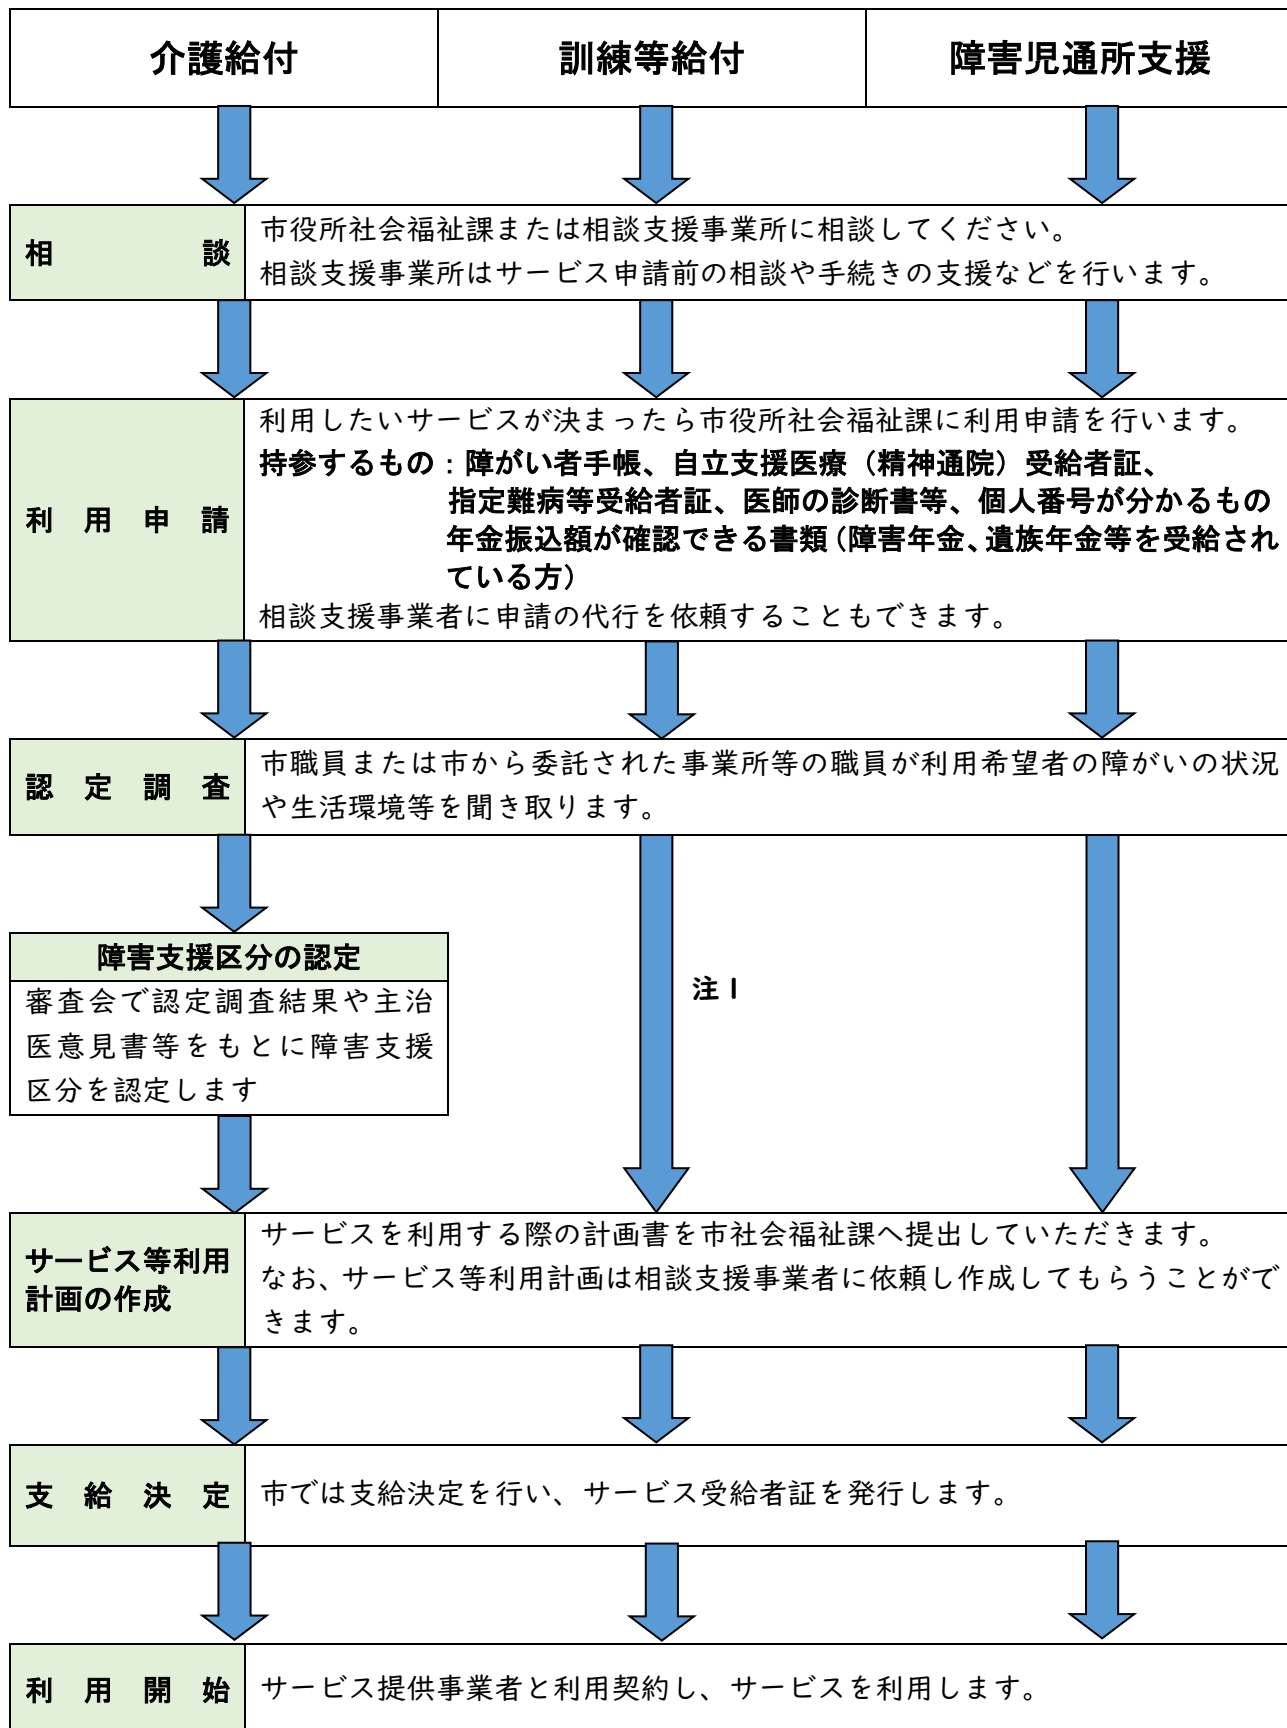 介護給付
訓練等給付
障害児通所支援
相談
市役所社会福祉課または相談支援事業所に相談してください。
相談支援事業所はサービス申請前の相談や手続きの支援などを行います。
利用申請
利用したいサービスが決まったら市役所社会福祉課に利用申請を行います。
持参するもの：障がい者手帳、自立支援医療（精神通院）受給者証、
指定難病等受給者証、医師の診断書等、個人番号が分かるもの
年金振込額が確認できる書類（障害年金、遺族年金等を受給され
ている方）
相談支援事業者に申請の代行を依頼することもできます。
認定調査
市職員または市から委託された事業所等の職員が利用希望者の障がいの状況
や生活環境等を聞き取ります。
障害支援区分の認定
審査会で認定調査結果や主治
医意見書等をもとに障害支援
区分を認定します
注１
サービス等利用
計画の作成
サービスを利用する際の計画書を市社会福祉課へ提出していただきます。
なお、サービス等利用計画は相談支援事業者に依頼し作成してもらうことがで
きます。
支給決定
市では支給決定を行い、サービス受給者証を発行します。
利用開始
サービス提供事業者と利用契約し、サービスを利用します。